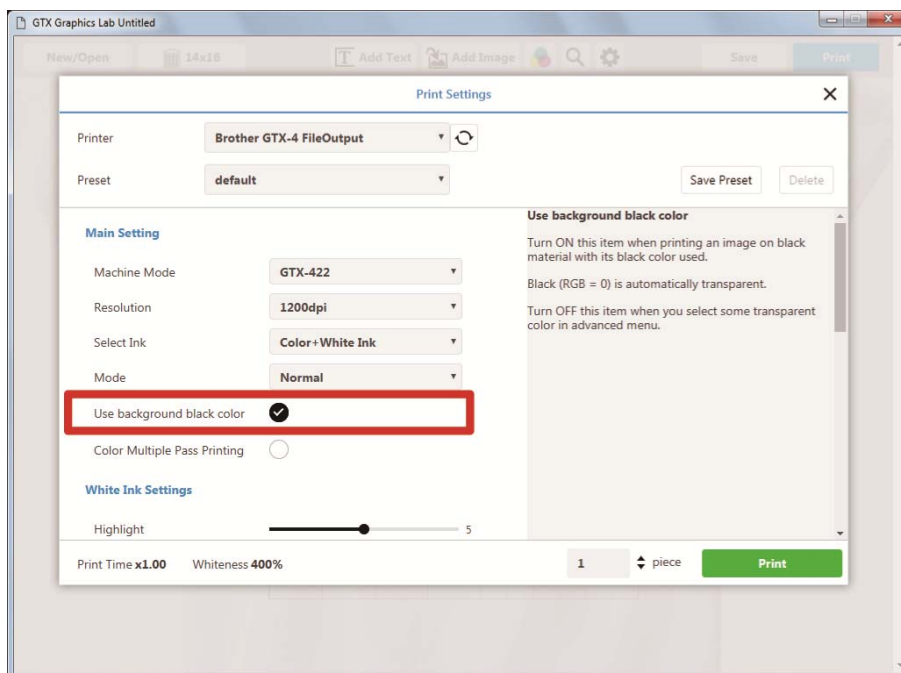 GTX Graphics Lab Untitled
New/Open 14x16 Add Text Add Image Save Print
Print Settings
Printer Brother GTX-4 FileOutput
Preset default Save Preset Delete
Main Setting
Machine Mode GTX-422
Resolution 1200dpi
Select Ink Color+White Ink
Mode Normal
Use background black color
Color Multiple Pass Printing
White Ink Settings
Highlight 5
Use background black color
Turn ON this item when printing an image on black
material with its black color used.
Black (RGB = 0) is automatically transparent.
Turn OFF this item when you select some transparent
color in advanced menu.
Print Time x1.00 Whiteness 400% 1 piece Print